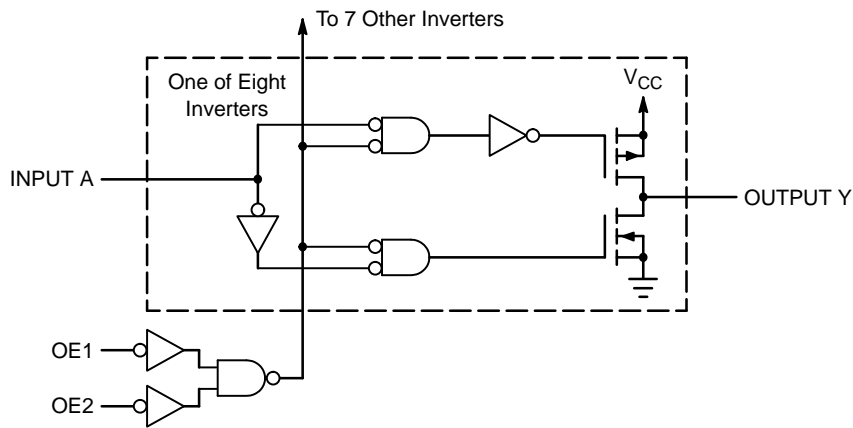 To 7 Other Inverters
One of Eight
Inverters
VCC
INPUT A
OUTPUT Y
OE1
OE2